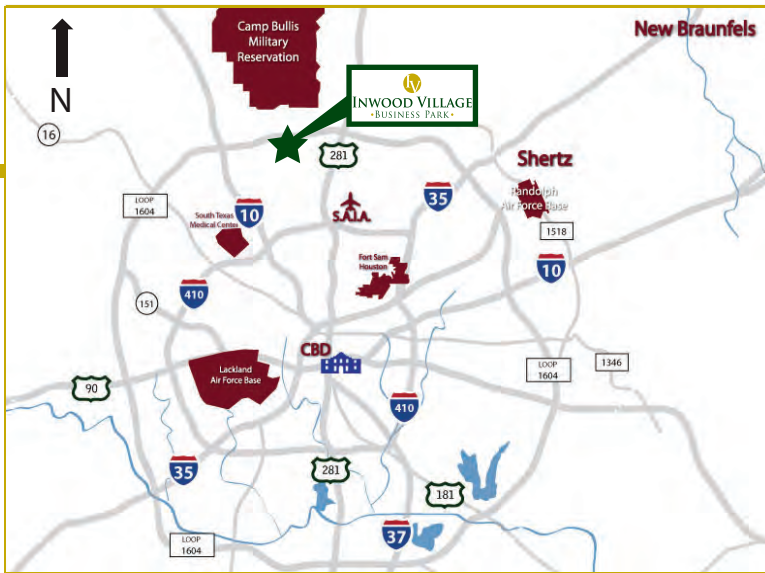 Camp Bullis
Military
Reservation
New Braunfels
N
IV
INWOOD VILLAGE
•BUSINESS PARK•
16
281
Shertz
Randolph
Air Force Base
LOOP
1604
South Texas
Medical Center
10
S.A.I.A.
35
1518
Fort Sam
Houston
10
410
151
CBD
LOOP
1604
1346
Lackland
Air Force Base
90
410
35
281
181
37
LOOP
1604